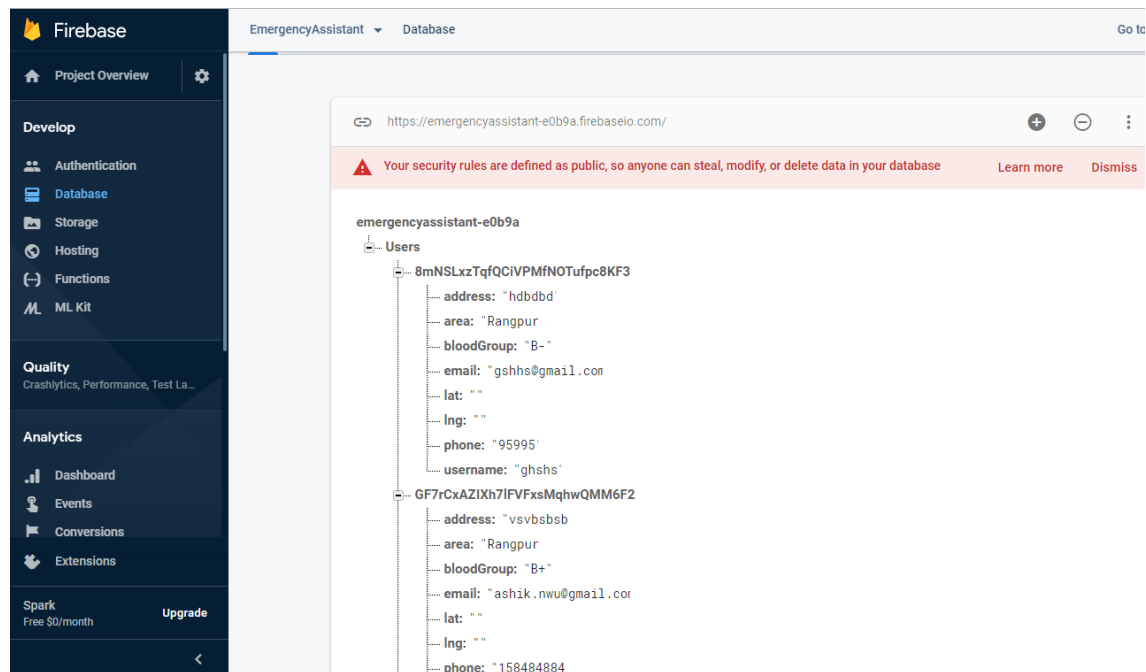 Firebase
EmergencyAssistant Database Go to
Project Overview
Develop
Authentication
Database
Storage
Hosting
Functions
ML Kit
Quality
Crashlytics, Performance, Test La...
Analytics
Dashboard
Events
Conversions
Extensions
Spark
Free $0/month
Upgrade
https://emergencyassistant-e0b9a.firebaseio.com/
Your security rules are defined as public, so anyone can steal, modify, or delete data in your database Learn more Dismiss
emergencyassistant-e0b9a
Users
8mNSLxzTqfQCiVPMfNOTufpc8KF3
address: "hdbdbd"
area: "Rangpur
bloodGroup: "B-"
email: "gshhs@gmail.com
lat: ""
lng: ""
phone: "95995"
username: "ghshs"
GF7rCxAZIXh7lFVFxsMqhwQMM6F2
address: "vsvbsbsb
area: "Rangpur
bloodGroup: "B+"
email: "ashik.nwu@gmail.com
lat: ""
lng: ""
phone: "158484884